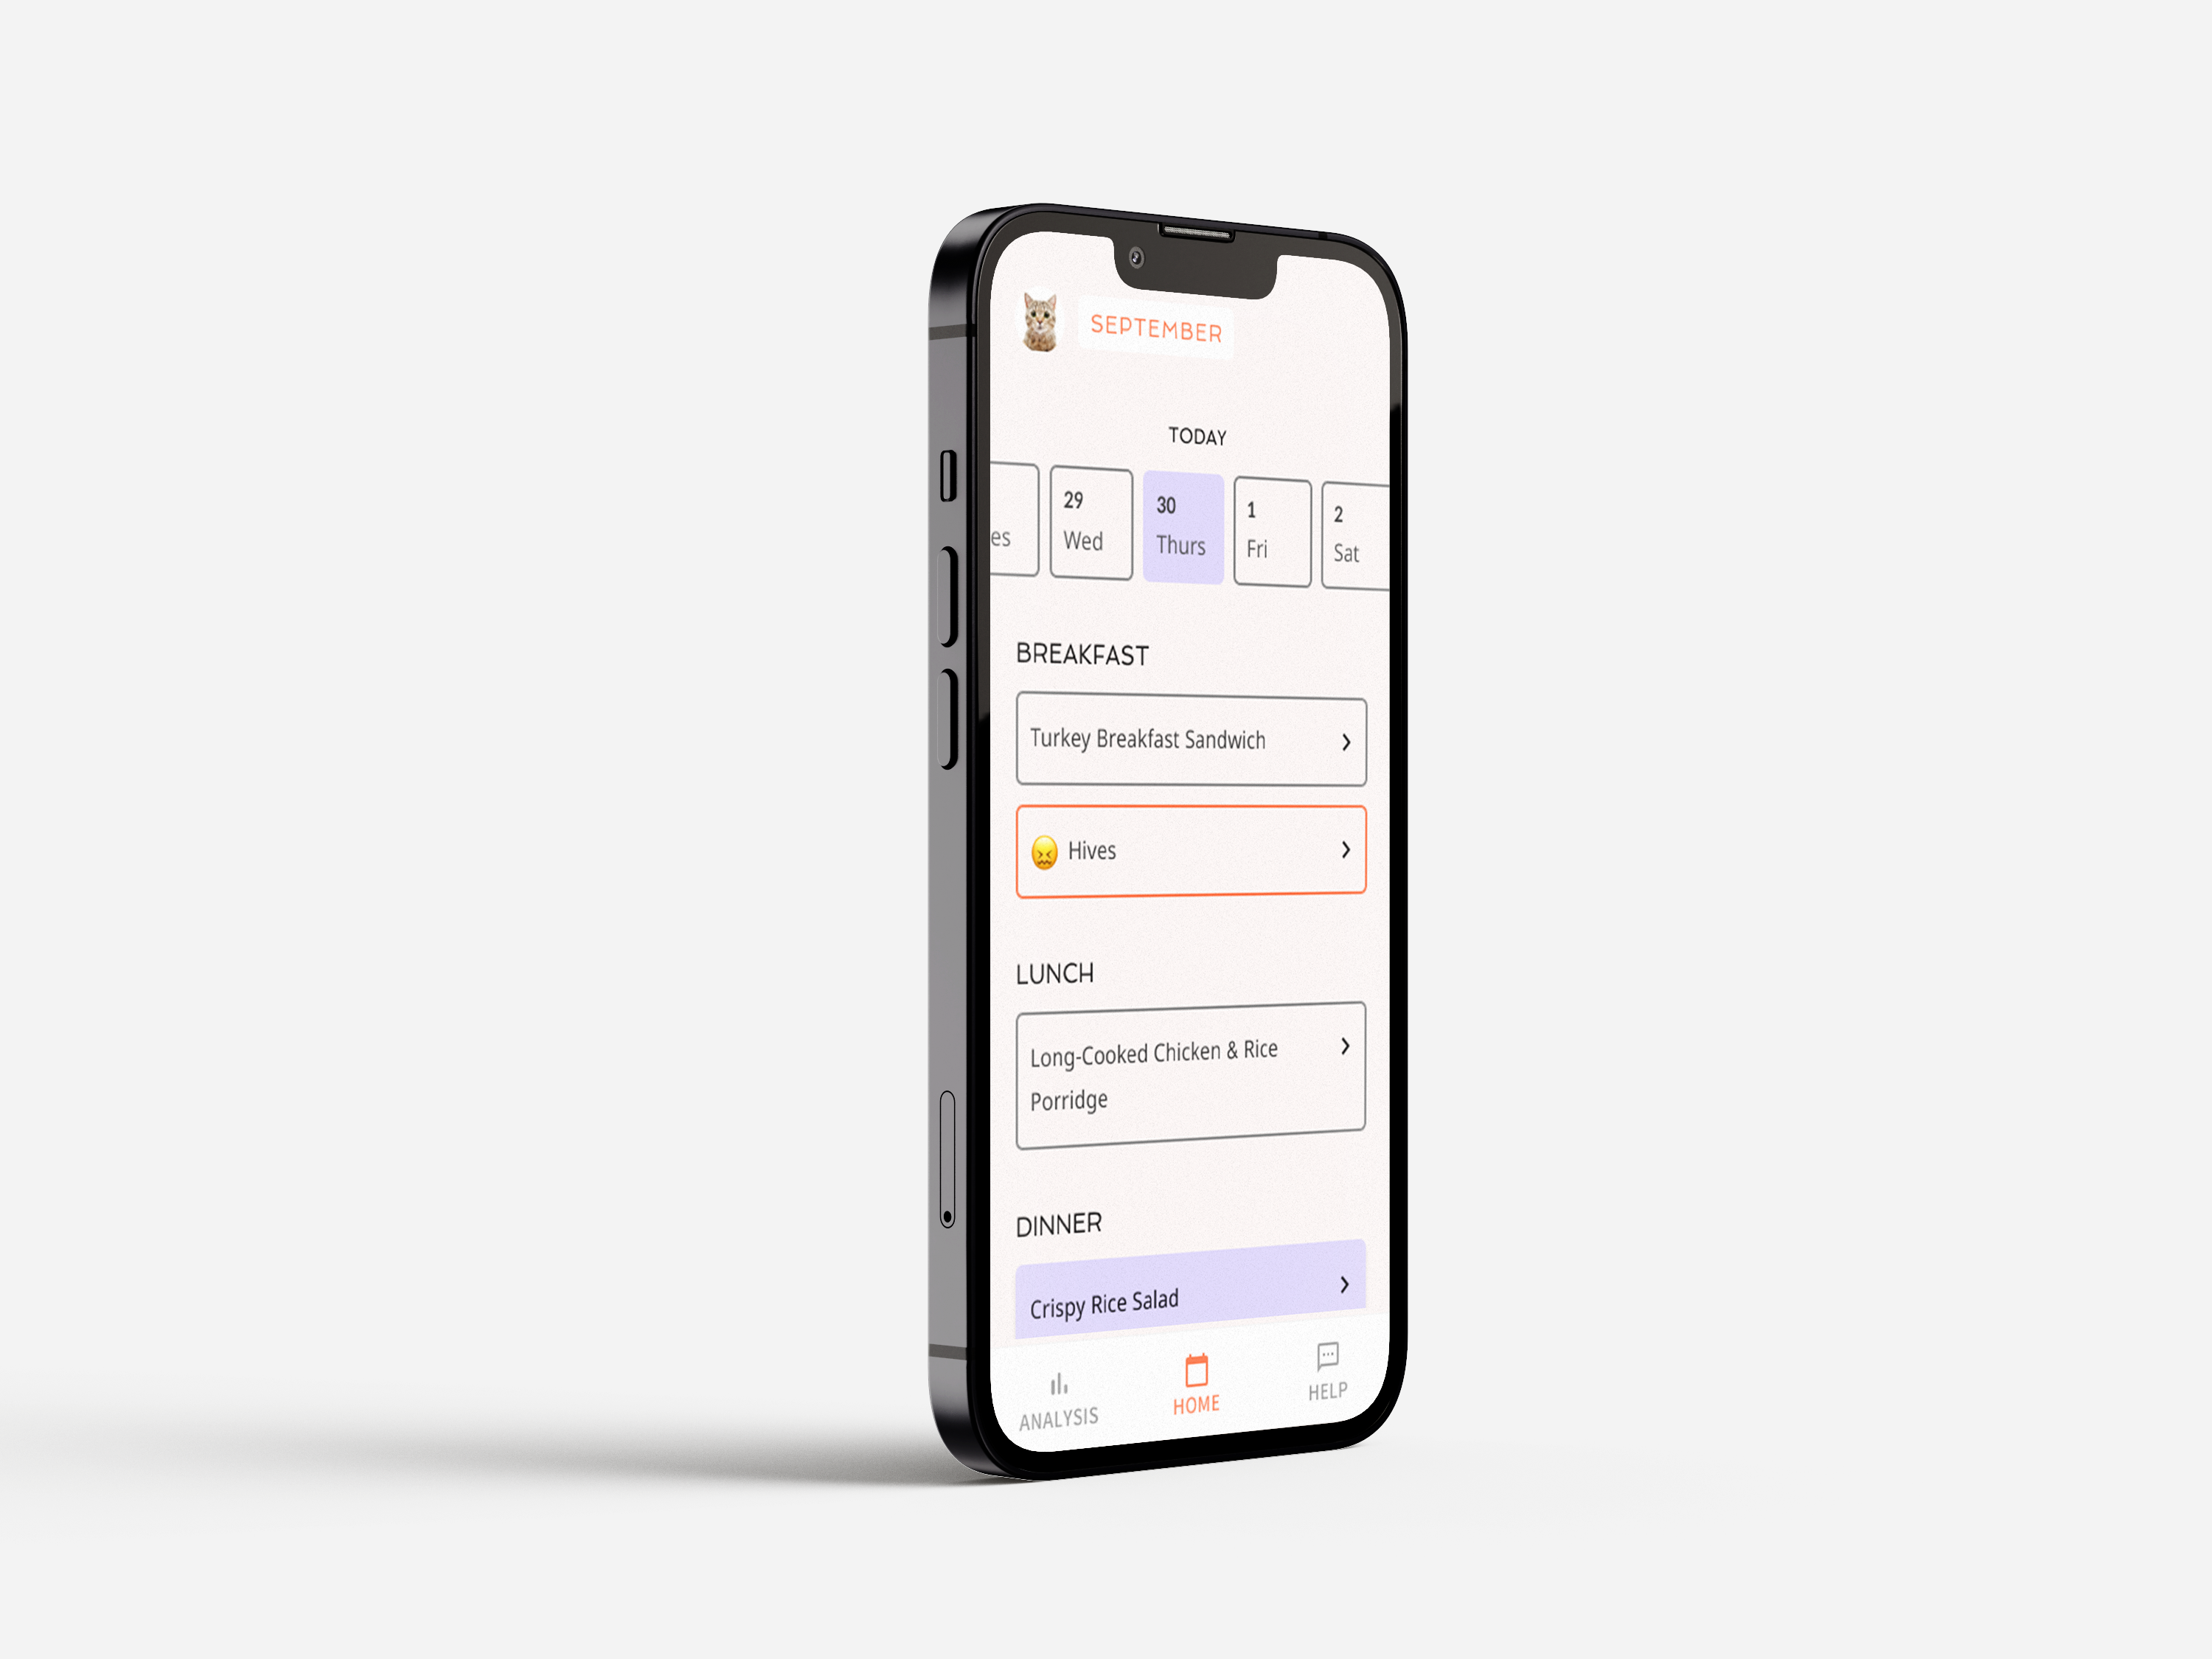 SEPTEMBER
TODAY
es
29
Wed
30
Thurs
1
Fri
2
Sat
BREAKFAST
Turkey Breakfast Sandwich
Hives
LUNCH
Long-Cooked Chicken & Rice
Porridge
DINNER
Crispy Rice Salad
ANALYSIS
HOME
HELP